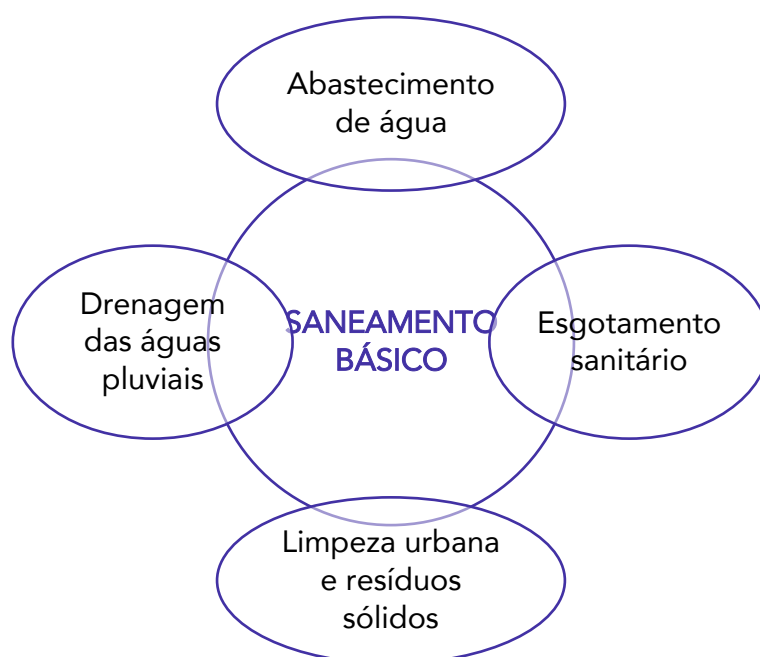 Abastecimento
de água
Drenagem
das águas
pluviais
SANEAMENTO
BÁSICO
Esgotamento
sanitário
Limpeza urbana
e resíduos
sólidos